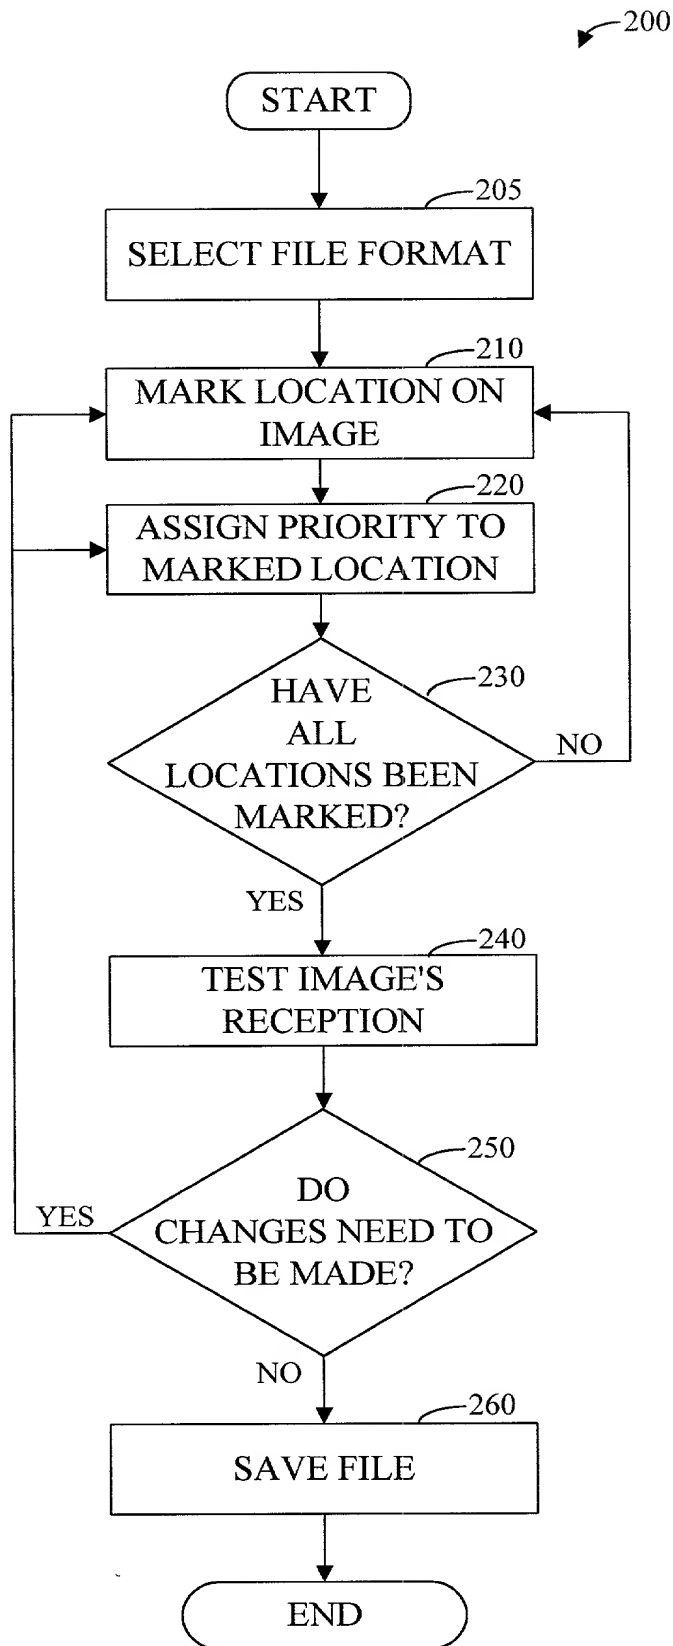 200
START
205
SELECT FILE FORMAT
210
MARK LOCATION ON
IMAGE
220
ASSIGN PRIORITY TO
MARKED LOCATION
230
HAVE
ALL
LOCATIONS BEEN
MARKED?
NO
YES
240
TEST IMAGE'S
RECEPTION
250
DO
CHANGES NEED TO
BE MADE?
YES
NO
260
SAVE FILE
END